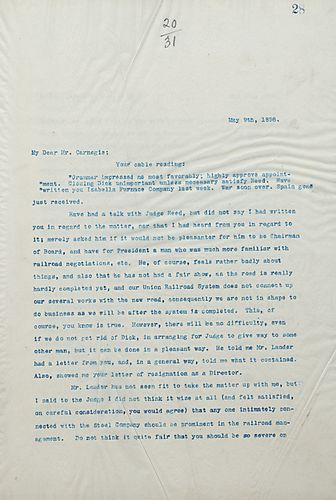 28
20
31
May 9th, 1898.
My Dear Mr. Carnegie:
Your cable reading:
"Grammer impressed me most favorably; highly approve appoint-
"ment. Closing Dick unimportant unless necessary satisfy Reed. Have
"written you Isabella Furnace Company last week. War soon over. Spain gone
just received.
Have had a talk with Judge Reed, but did not say I had written
you in regard to the matter, nor that I had heard from you in regard to
it; merely asked him if it would not be pleasanter for him to be Chairman
of Board, and have for President a man who was much more familiar with
railroad negotiations, etc. He, of course, feels rather badly about
things, and also that he has not had a fair show, as the road is really
hardly completed yet, and our Union Railroad System does not connect up
our several works with the new road, consequently we are not in shape to
do business as we will be after the system is completed. This, of
course, you know is true. However, there will be no difficulty, even
if we do not get rid of Dick, in arranging for Judge to give way to some
other man, but it can be done in a pleasant way. He told me Mr. Lauder
had a letter from you, and, in a general way, told me what it contained.
Also, showed me your letter of resignation as a Director.
Mr. Lauder has not seen fit to take the matter up with me, but
I said to the Judge I did not think it wise at all (and felt satisfied,
on careful consideration, you would agree) that any one intimately con-
nected with the Steel Company should be prominent in the railroad man-
agement. Do not think it quite fair that you should be so severe on